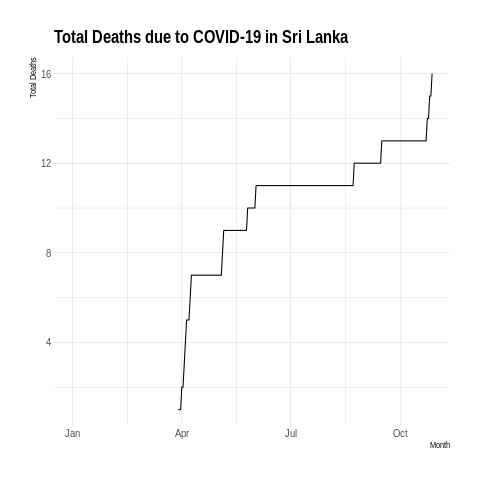 Total Deaths due to COVID-19 in Sri Lanka
Total Deaths
16
12
8
4
Jan Apr Jul Oct
Month